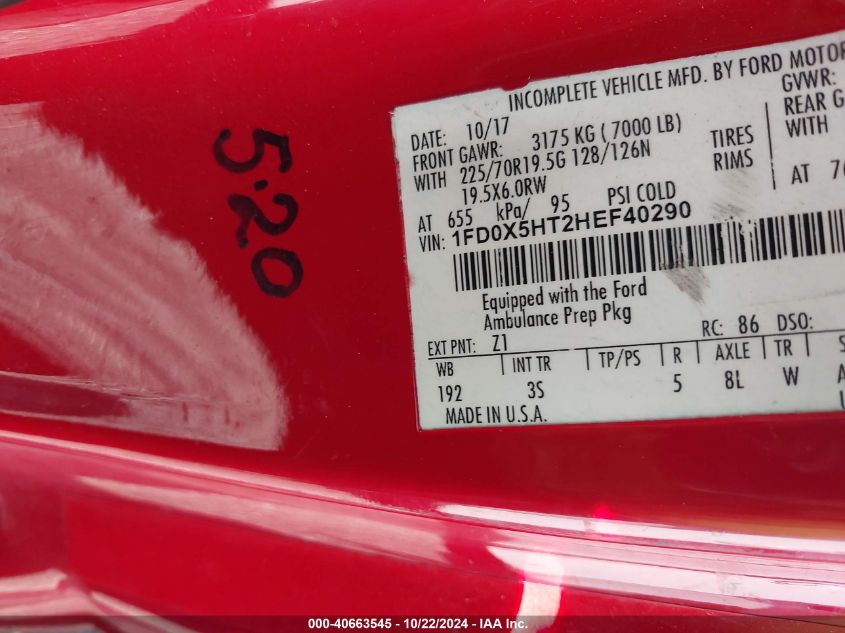 5.20
INCOMPLETE VEHICLE MFD. BY FORD MOTOR
DATE: 10/17 GVWR:
FRONT GAWR: 3175 KG ( 7000 LB) REAR
WITH 225/70R19.5G 128/126N TIRES WITH
19.5X6.0RW RIMS
AT 655 kPa/ 95 PSI COLD AT
VIN: 1FD0X5HT2HEF40290
Equipped with the Ford
Ambulance Prep Pkg
EXT PNT: Z1 RC: 86 DSO:
WB INT TR TP/PS R AXLE TR
192 3S 5 8L W
MADE IN U.S.A.
000-40663545 - 10/22/2024 - IAA Inc.